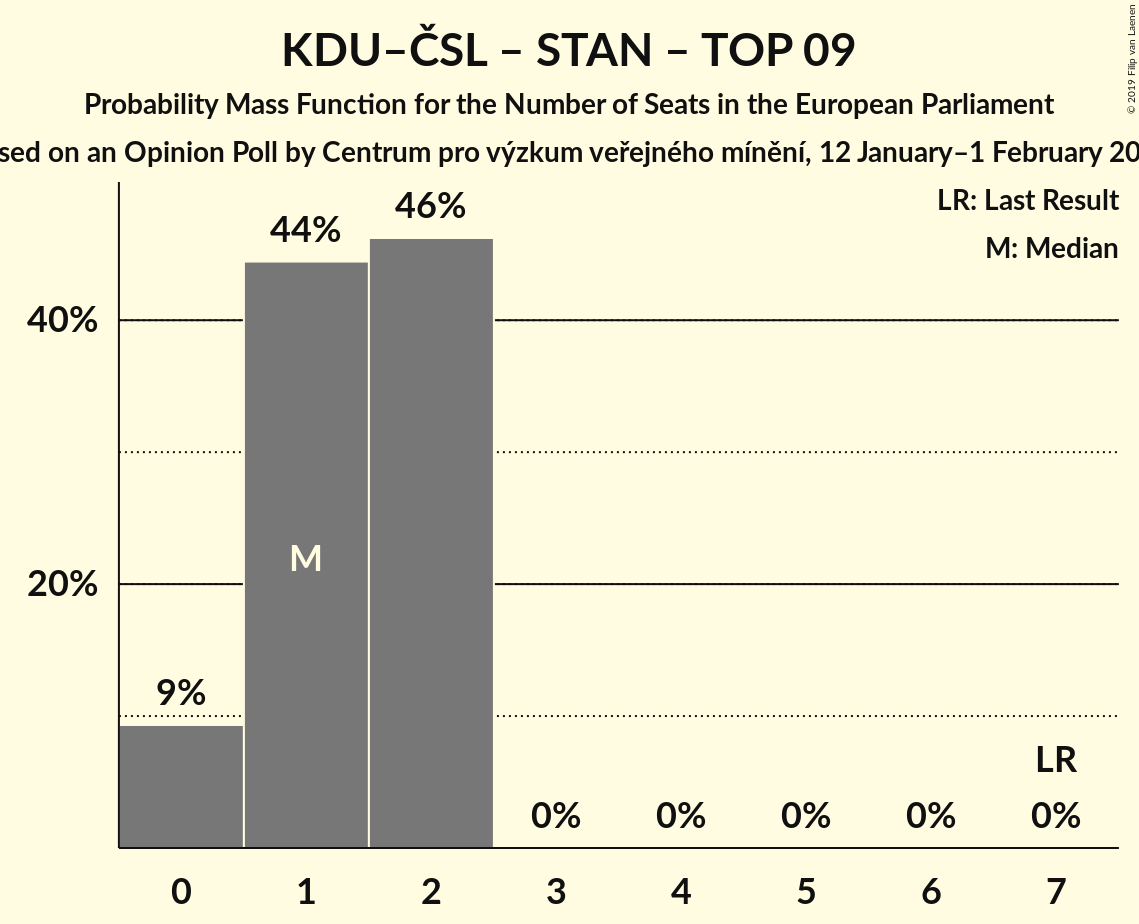 KDU–ČSL – STAN – TOP 09
Probability Mass Function for the Number of Seats in the European Parliament
sed on an Opinion Poll by Centrum pro výzkum veřejného mínění, 12 January–1 February 20
© 2019 Filip van Laenen
LR: Last Result
M: Median
44%
46%
40%
M
20%
9%
LR
0%
0%
0%
0%
0%
0
1
2
3
4
5
6
7